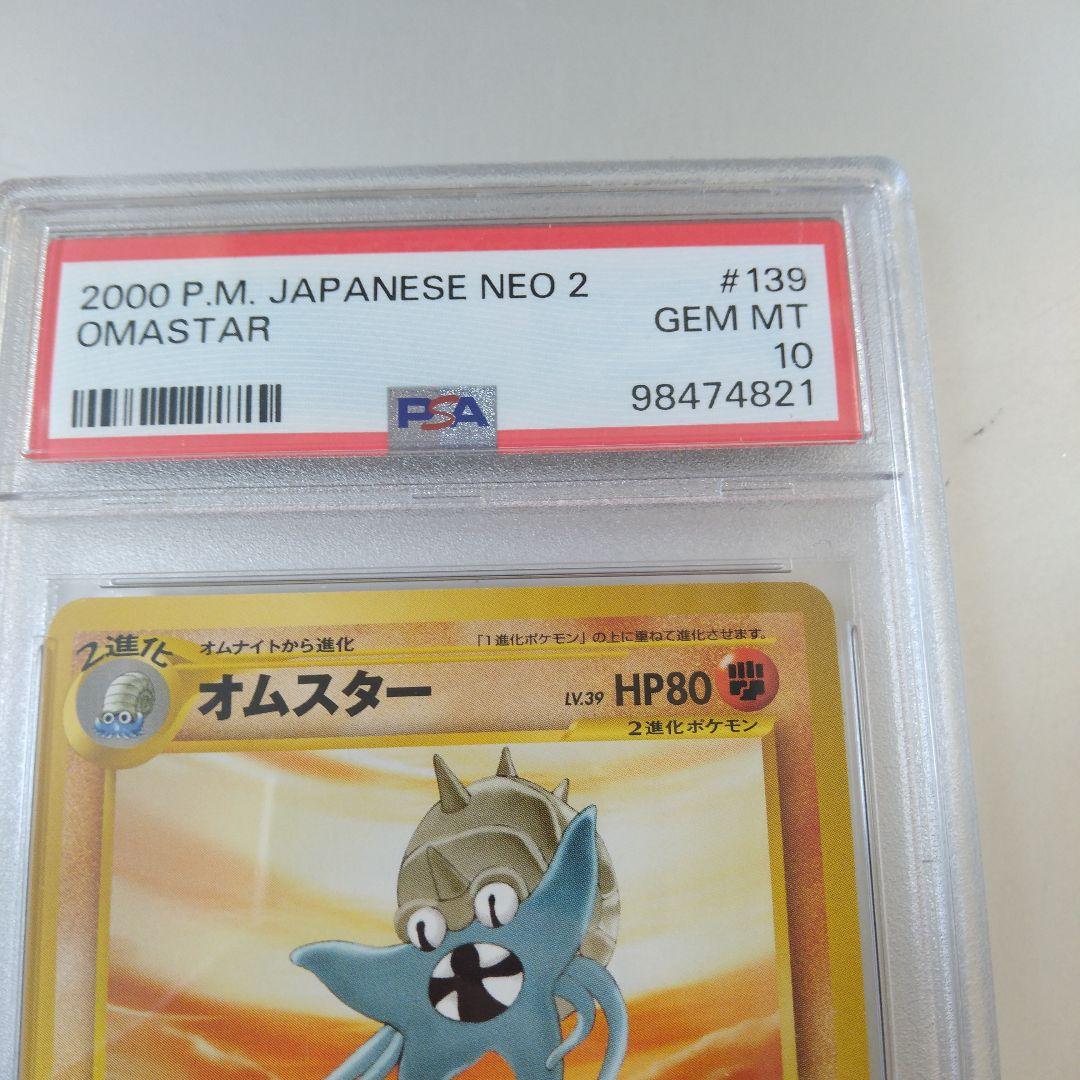 2000 P.M. JAPANESE NEO 2 #139
OMASTAR GEM MT
10
PSA 98474821
2進化 オムナイトから進化 「1進化ポケモン」の上に重ねて進化させます。
オムスター LV.39 HP80
2進化ポケモン